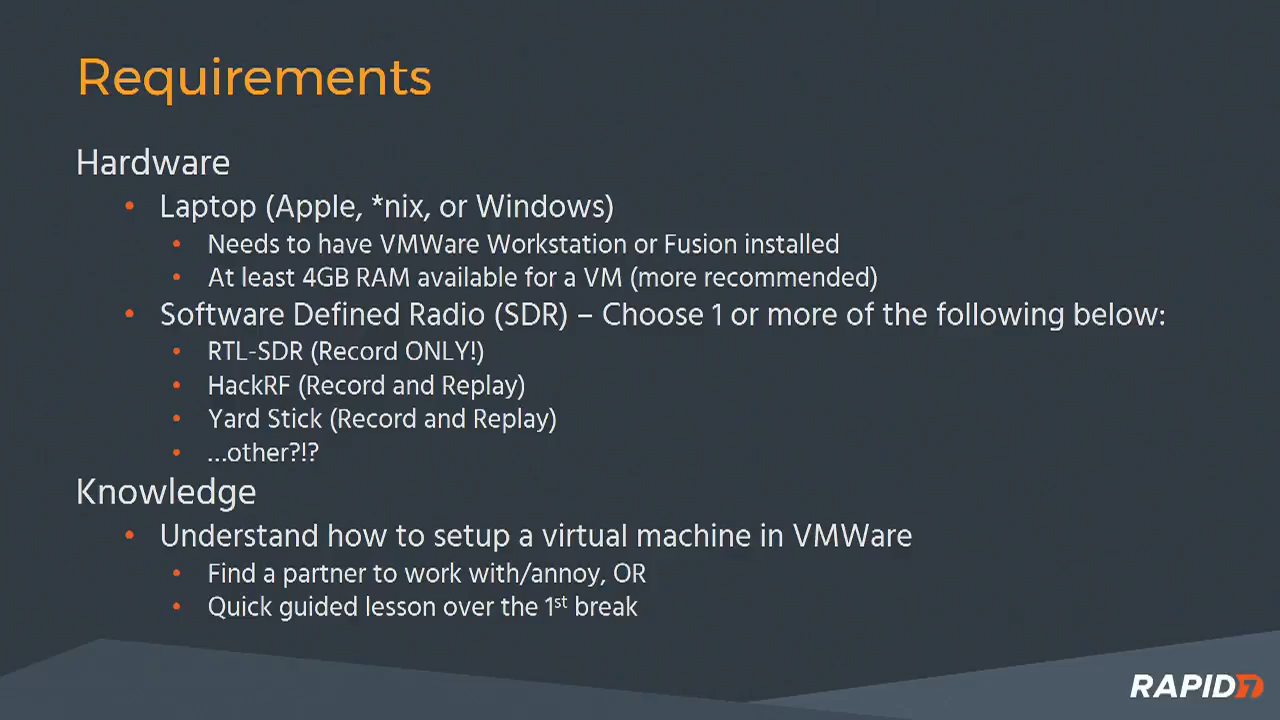 Requirements
Hardware
• Laptop (Apple, *nix, or Windows)
• Needs to have VMWare Workstation or Fusion installed
• At least 4GB RAM available for a VM (more recommended)
• Software Defined Radio (SDR) – Choose 1 or more of the following below:
• RTL-SDR (Record ONLY!)
• HackRF (Record and Replay)
• Yard Stick (Record and Replay)
• ...other?!?
Knowledge
• Understand how to setup a virtual machine in VMWare
• Find a partner to work with/annoy, OR
• Quick guided lesson over the 1st break
RAPID7